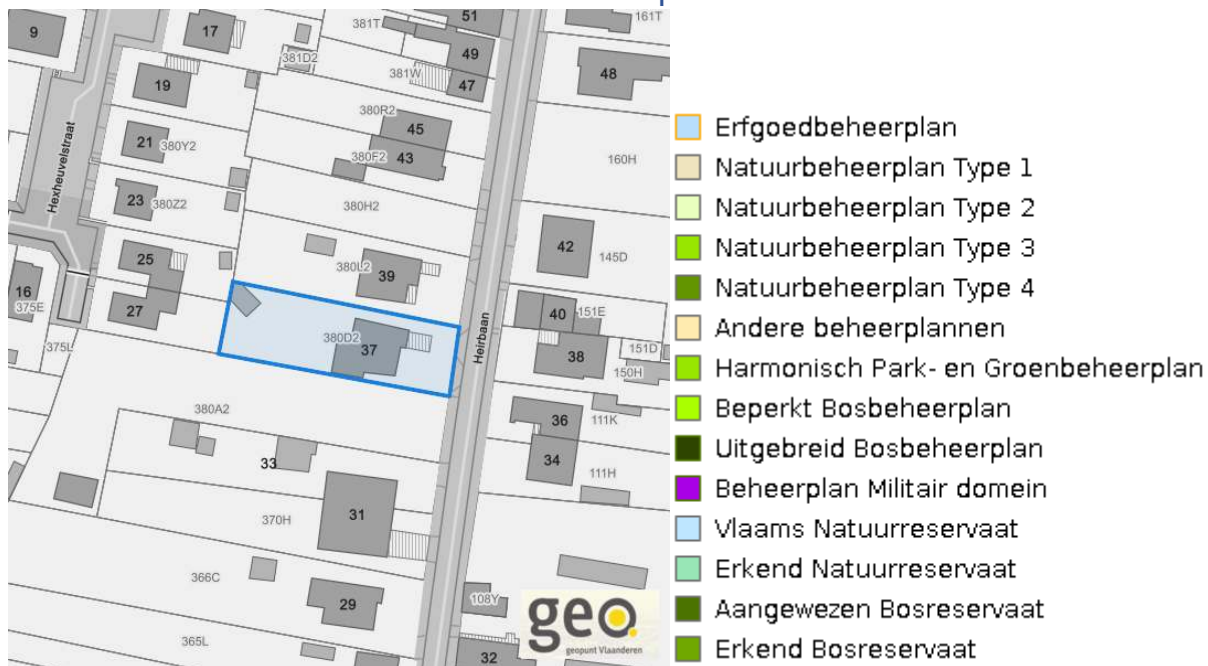 51
161T
9
17
381T
49
381D2
48
381W
47
19
380R2
45
21
380Y2
43
380F2
160H
Hexheuvelstraat
23
380Z2
380H2
42
145D
25
380L2
39
16
375E
27
40
151E
380D2
37
Heirbaan
38
151D
150H
375L
380A2
36
111K
33
34
111H
31
370H
366C
29
108Y
365L
32
geo
geopunt Vlaanderen
Erfgoedbeheerplan
Natuurbeheerplan Type 1
Natuurbeheerplan Type 2
Natuurbeheerplan Type 3
Natuurbeheerplan Type 4
Andere beheerplannen
Harmonisch Park- en Groenbeheerplan
Beperkt Bosbeheerplan
Uitgebreid Bosbeheerplan
Beheerplan Militair domein
Vlaams Natuurreservaat
Erkend Natuurreservaat
Aangewezen Bosreservaat
Erkend Bosreservaat